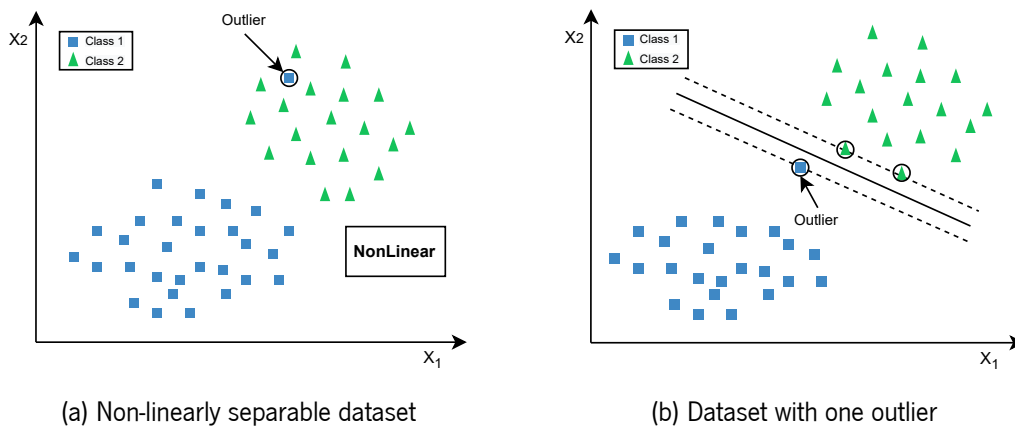 Outlier
X2
Class 1
Class 2
NonLinear
X1
(a) Non-linearly separable dataset
X2
Class 1
Class 2
Outlier
X1
(b) Dataset with one outlier